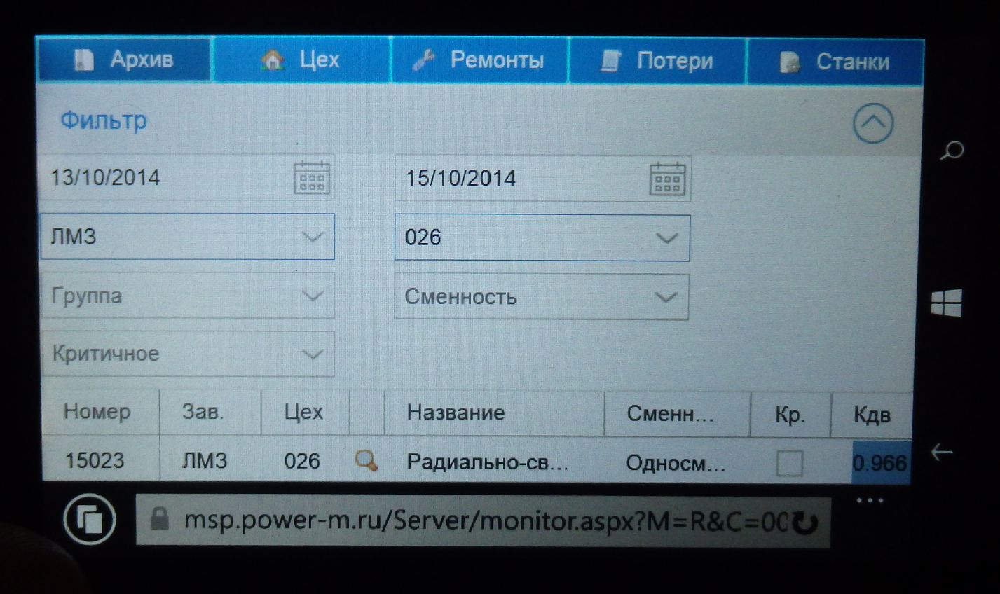 Архив Цех Ремонты Потери Станки
Фильтр
13/10/2014 15/10/2014
ЛМЗ 026
Группа Сменность
Критичное
Номер Зав. Цех Название Сменн... Кр. Кдв
15023 ЛМЗ 026 Радиально-св... Односм... 0.966
msp.power-m.ru/Server/monitor.aspx?M=R&C=00